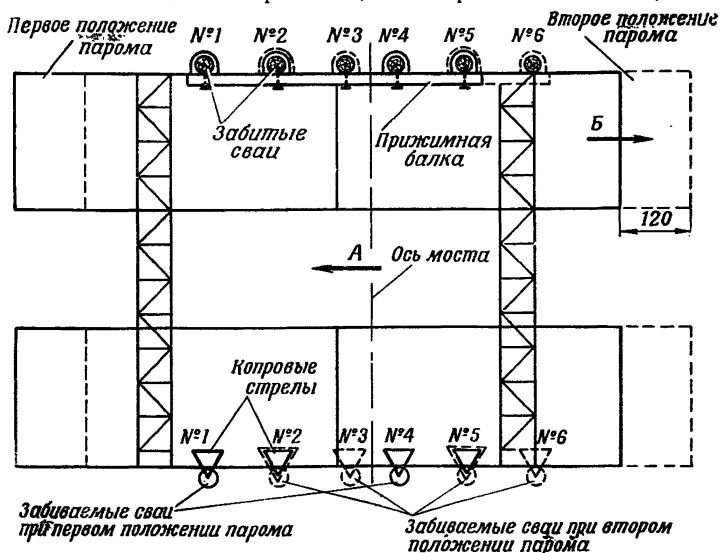 Первое положение
парома
№1 №2 №3 №4 №5 №6
Второе положение
парома
Забитые
сваи
Прижимная
балка
Б
120
А
Ось моста
Копровые
стрелы
№1 №2 №3 №4 №5 №6
Забиваемые сваи
при первом положении парома
Забиваемые сваи при втором
положении парома